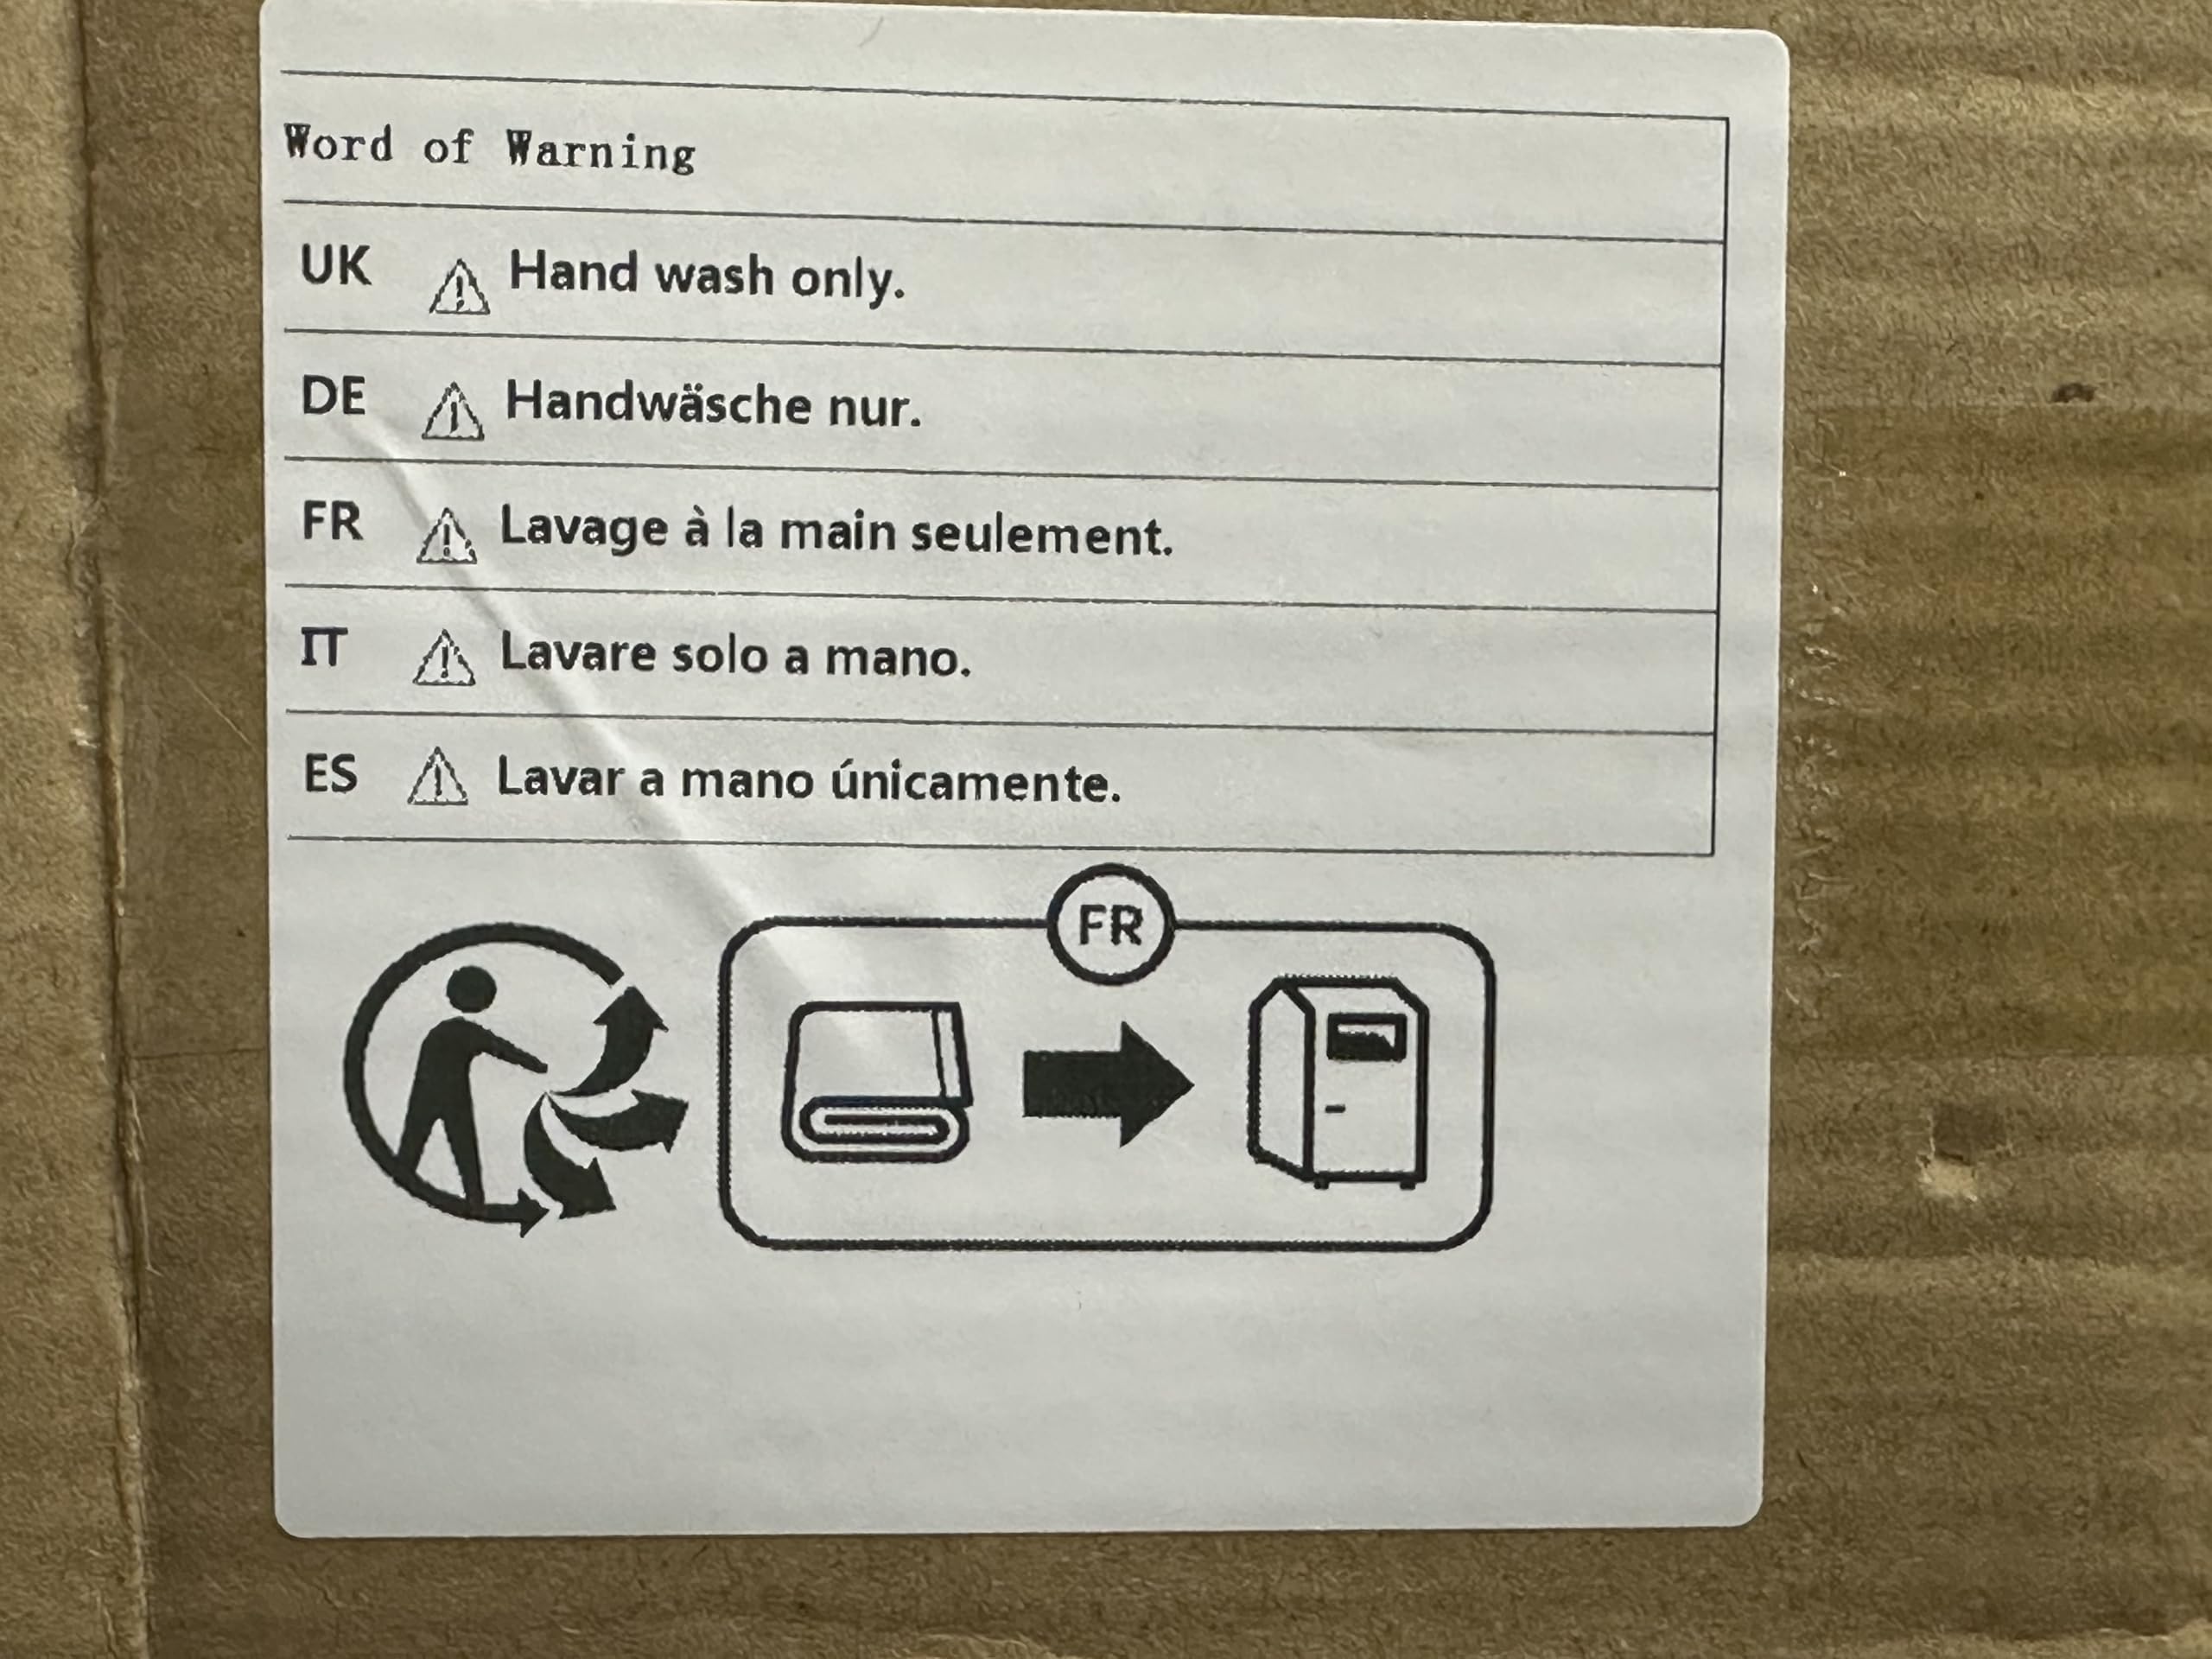 Word of Warning
UK ⚠ Hand wash only.
DE ⚠ Handwäsche nur.
FR ⚠ Lavage à la main seulement.
IT ⚠ Lavare solo a mano.
ES ⚠ Lavar a mano únicamente.
FR